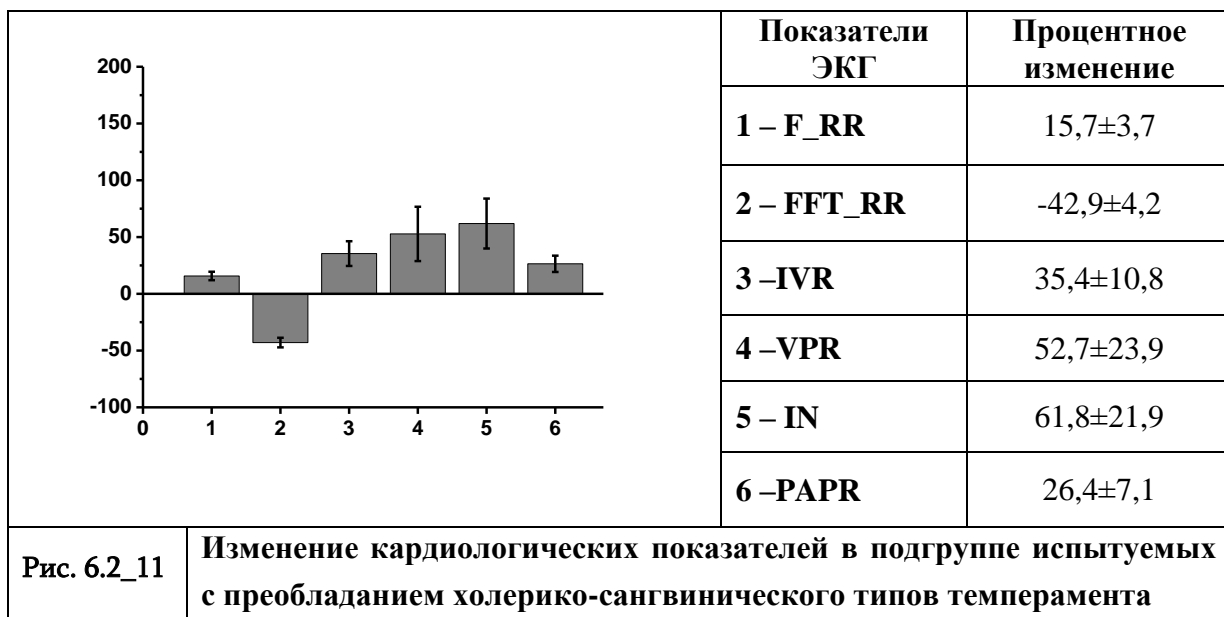 200
150
100
50
0
-50
-100
0 1 2 3 4 5 6
Показатели
ЭКГ
Процентное
изменение
1 – F_RR 15,7±3,7
2 – FFT_RR -42,9±4,2
3 –IVR 35,4±10,8
4 –VPR 52,7±23,9
5 – IN 61,8±21,9
6 –PAPR 26,4±7,1
Рис. 6.2_11
Изменение кардиологических показателей в подгруппе испытуемых
с преобладанием холерико-сангвинического типов темперамента